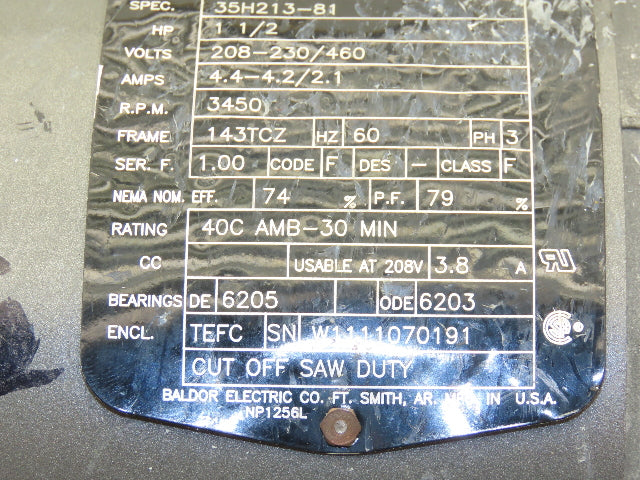 SPEC. 35H213-81
HP 1 1/2
VOLTS 208-230/460
AMPS 4.4-4.2/2.1
R.P.M. 3450
FRAME 143TCZ HZ 60 PH 3
SER. F. 1.00 CODE F DES - CLASS F
NEMA NOM. EFF. 74 % P.F. 79 %
RATING 40C AMB-30 MIN
CC USABLE AT 208V 3.8 A
BEARINGS DE 6205 ODE 6203
ENCL. TEFC SN W1111070191
CUT OFF SAW DUTY
BALDOR ELECTRIC CO. FT. SMITH, AR. MFG. IN U.S.A.
NP1256L